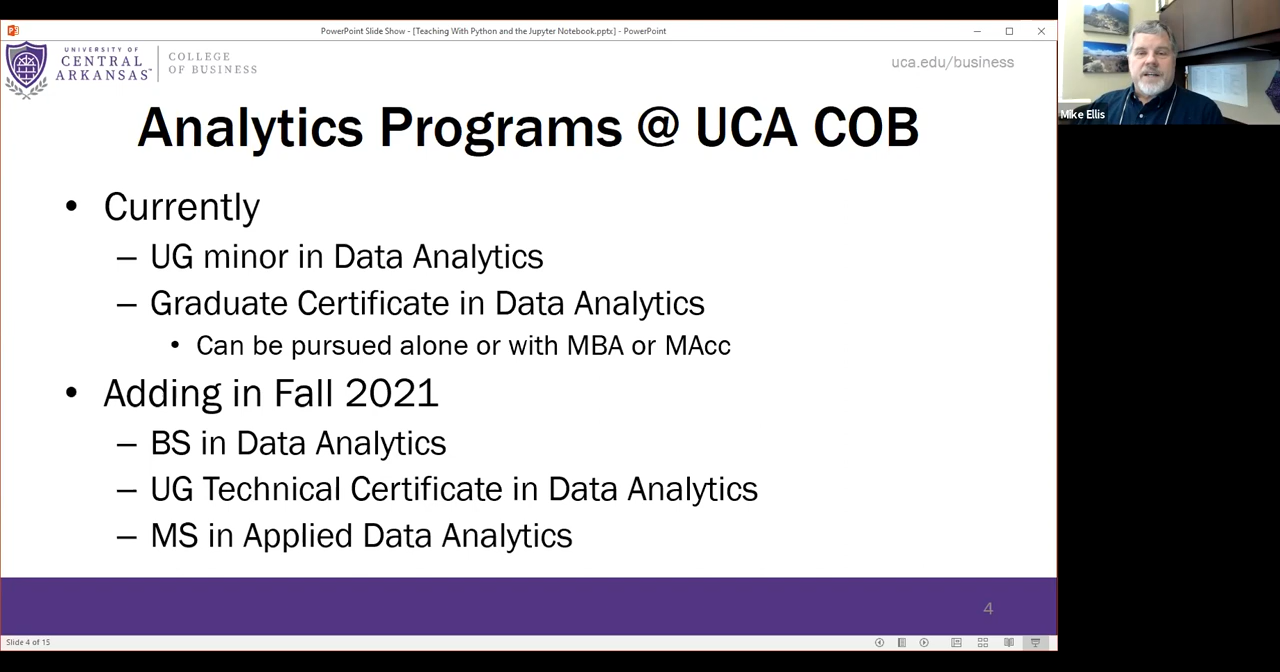 PowerPoint Slide Show - [Teaching With Python and the Jupyter Notebook.pptx] - PowerPoint
UNIVERSITY OF
CENTRAL
ARKANSAS™
COLLEGE
OF BUSINESS
uca.edu/business
Mike Ellis
Analytics Programs @ UCA COB
• Currently
– UG minor in Data Analytics
– Graduate Certificate in Data Analytics
• Can be pursued alone or with MBA or MAcc
• Adding in Fall 2021
– BS in Data Analytics
– UG Technical Certificate in Data Analytics
– MS in Applied Data Analytics
4
Slide 4 of 15